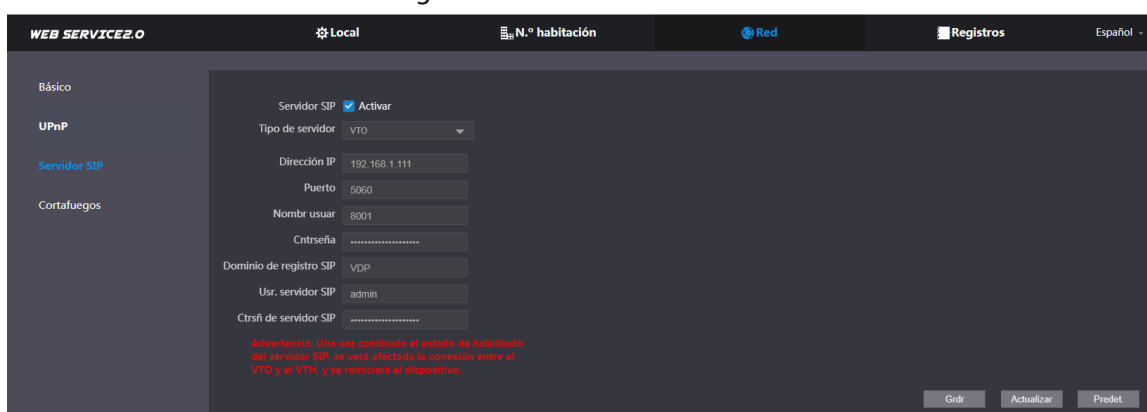 WEB SERVICE2.0
Local
N.º habitación
Red
Registros
Español
Básico
UPnP
Servidor SIP
Cortafuegos
Servidor SIP Activar
Tipo de servidor VTO
Dirección IP 192.168.1.111
Puerto 5060
Nombr usuar 8001
Cntrseña ....................
Dominio de registro SIP VDP
Usr. servidor SIP admin
Ctrsñ de servidor SIP ....................
Advertencia: Una vez cambiado el estado de habilitado
del servidor SIP, se verá afectada la conexión entre el
VTO y el VTH, y se reiniciará el dispositivo.
Grdr Actualizar Predet.